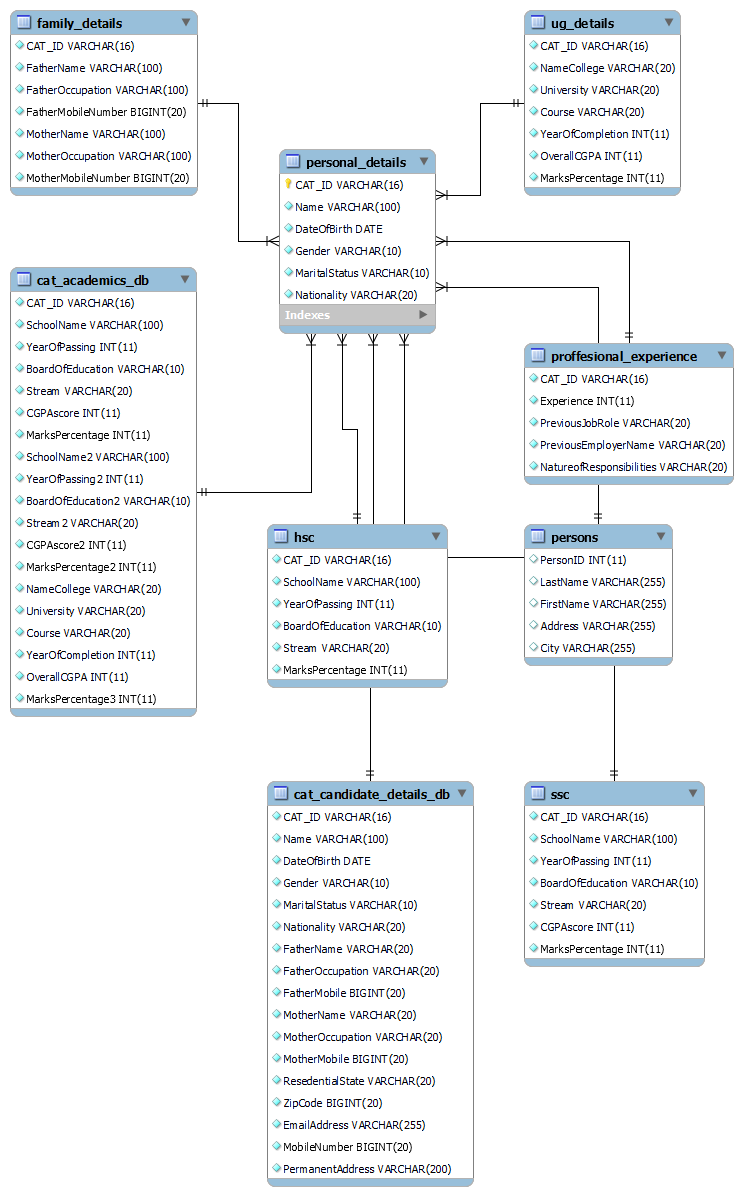 family_details
CAT_ID VARCHAR(16)
FatherName VARCHAR(100)
FatherOccupation VARCHAR(100)
FatherMobileNumber BIGINT(20)
MotherName VARCHAR(100)
MotherOccupation VARCHAR(100)
MotherMobileNumber BIGINT(20)
ug_details
CAT_ID VARCHAR(16)
NameCollege VARCHAR(20)
University VARCHAR(20)
Course VARCHAR(20)
YearOfCompletion INT(11)
OverallCGPA INT(11)
MarksPercentage INT(11)
personal_details
CAT_ID VARCHAR(16)
Name VARCHAR(100)
DateOfBirth DATE
Gender VARCHAR(10)
MaritalStatus VARCHAR(10)
Nationality VARCHAR(20)
Indexes
cat_academics_db
CAT_ID VARCHAR(16)
SchoolName VARCHAR(100)
YearOfPassing INT(11)
BoardOfEducation VARCHAR(10)
Stream VARCHAR(20)
CGPAscore INT(11)
MarksPercentage INT(11)
SchoolName2 VARCHAR(100)
YearOfPassing2 INT(11)
BoardOfEducation2 VARCHAR(10)
Stream2 VARCHAR(20)
CGPAscore2 INT(11)
MarksPercentage2 INT(11)
NameCollege VARCHAR(20)
University VARCHAR(20)
Course VARCHAR(20)
YearOfCompletion INT(11)
OverallCGPA INT(11)
MarksPercentage3 INT(11)
proffesional_experience
CAT_ID VARCHAR(16)
Experience INT(11)
PreviousJobRole VARCHAR(20)
PreviousEmployerName VARCHAR(20)
NatureofResponsibilities VARCHAR(20)
hsc
CAT_ID VARCHAR(16)
SchoolName VARCHAR(100)
YearOfPassing INT(11)
BoardOfEducation VARCHAR(10)
Stream VARCHAR(20)
MarksPercentage INT(11)
persons
PersonID INT(11)
LastName VARCHAR(255)
FirstName VARCHAR(255)
Address VARCHAR(255)
City VARCHAR(255)
cat_candidate_details_db
CAT_ID VARCHAR(16)
Name VARCHAR(100)
DateOfBirth DATE
Gender VARCHAR(10)
MaritalStatus VARCHAR(10)
Nationality VARCHAR(20)
FatherName VARCHAR(20)
FatherOccupation VARCHAR(20)
FatherMobile BIGINT(20)
MotherName VARCHAR(20)
MotherOccupation VARCHAR(20)
MotherMobile BIGINT(20)
ResedentialState VARCHAR(20)
ZipCode BIGINT(20)
EmailAddress VARCHAR(255)
MobileNumber BIGINT(20)
PermanentAddress VARCHAR(200)
ssc
CAT_ID VARCHAR(16)
SchoolName VARCHAR(100)
YearOfPassing INT(11)
BoardOfEducation VARCHAR(10)
Stream VARCHAR(20)
CGPAscore INT(11)
MarksPercentage INT(11)